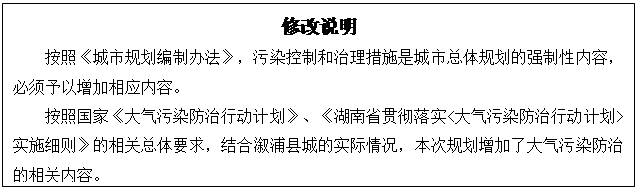 修改说明
按照《城市规划编制办法》，污染控制和治理措施是城市总体规划的强制性内容，
必须予以增加相应内容。
按照国家《大气污染防治行动计划》、《湖南省贯彻落实<大气污染防治行动计划>
实施细则》的相关总体要求，结合溆浦县城的实际情况，本次规划增加了大气污染防治
的相关内容。